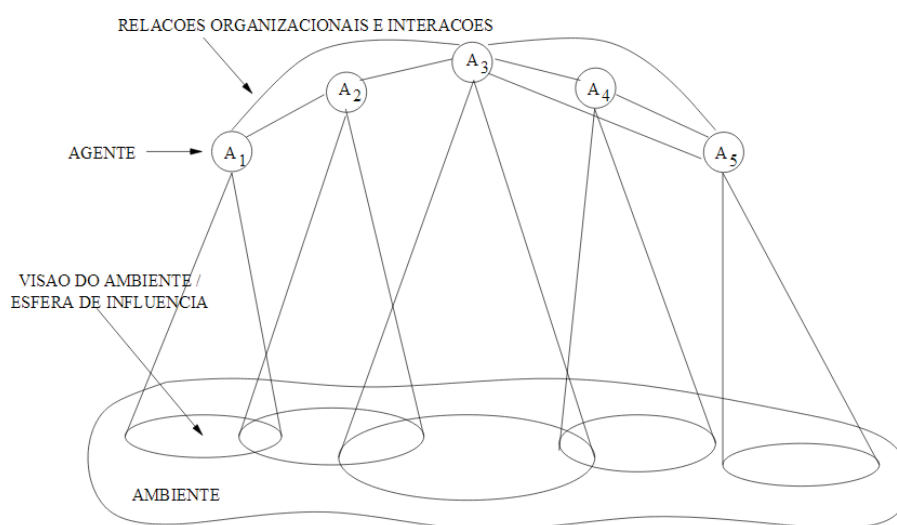 RELACOES ORGANIZACIONAIS E INTERACOES
A3
A2
A4
AGENTE
A1
A5
VISAO DO AMBIENTE /
ESFERA DE INFLUENCIA
AMBIENTE